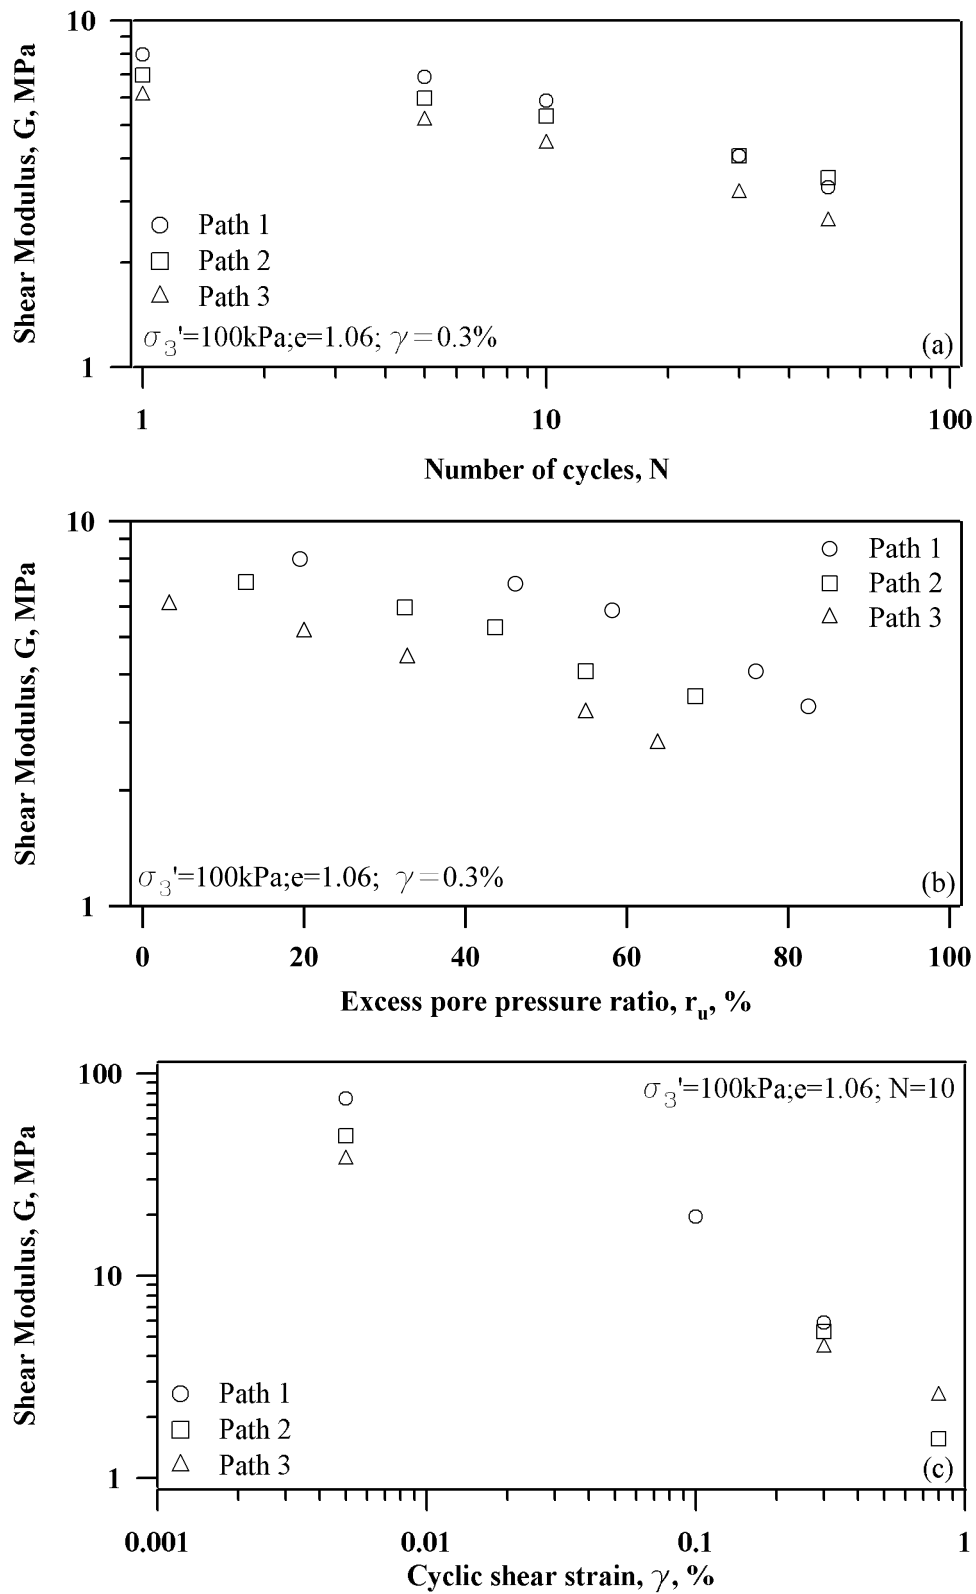 10
Shear Modulus, G, MPa
Path 1
Path 2
Path 3
σ3'=100kPa;e=1.06; γ=0.3%
(a)
1
1 10 100
Number of cycles, N
10
Shear Modulus, G, MPa
Path 1
Path 2
Path 3
σ3'=100kPa;e=1.06; γ=0.3%
(b)
1
0 20 40 60 80 100
Excess pore pressure ratio, ru, %
100
σ3'=100kPa;e=1.06; N=10
Shear Modulus, G, MPa
10
Path 1
Path 2
Path 3
(c)
1
0.001 0.01 0.1 1
Cyclic shear strain, γ, %